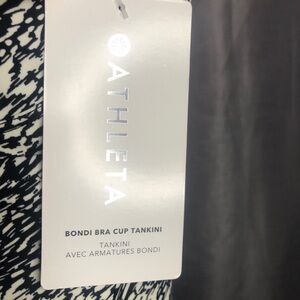 ATHLETA
BONDI BRA CUP TANKINI
TANKINI
AVEC ARMATURES BONDI